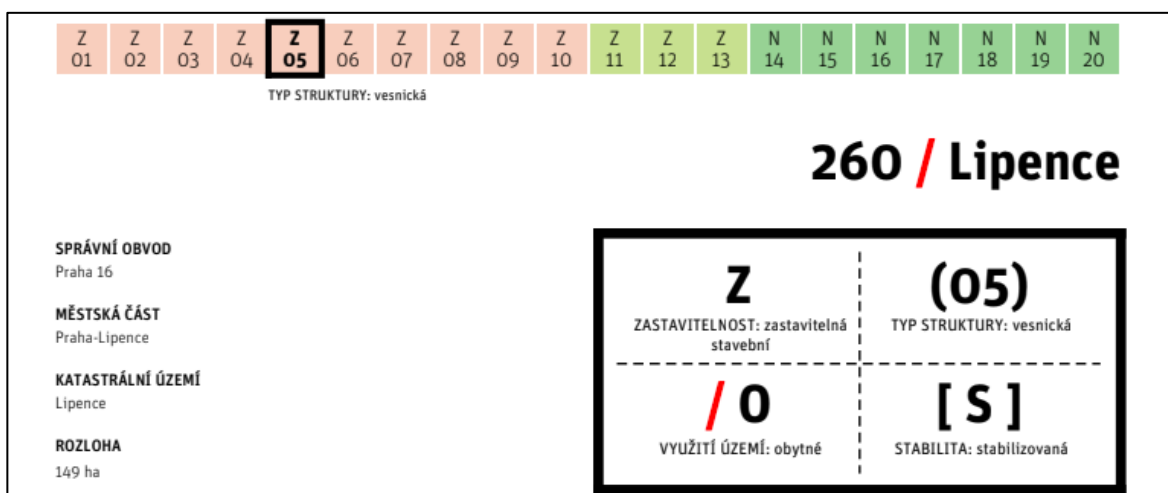 Z Z Z Z Z Z Z Z Z Z Z Z Z N N N N N N N
01 02 03 04 05 06 07 08 09 10 11 12 13 14 15 16 17 18 19 20
TYP STRUKTURY: vesnická
260 / Lipence
SPRÁVNÍ OBVOD
Praha 16
MĚSTSKÁ ČÁST
Praha-Lipence
KATASTRÁLNÍ ÚZEMÍ
Lipence
ROZLOHA
149 ha
Z
ZASTAVITELNOST: zastavitelná
stavební
(05)
TYP STRUKTURY: vesnická
/ O
VYUŽITÍ ÚZEMÍ: obytné
[ S ]
STABILITA: stabilizovaná